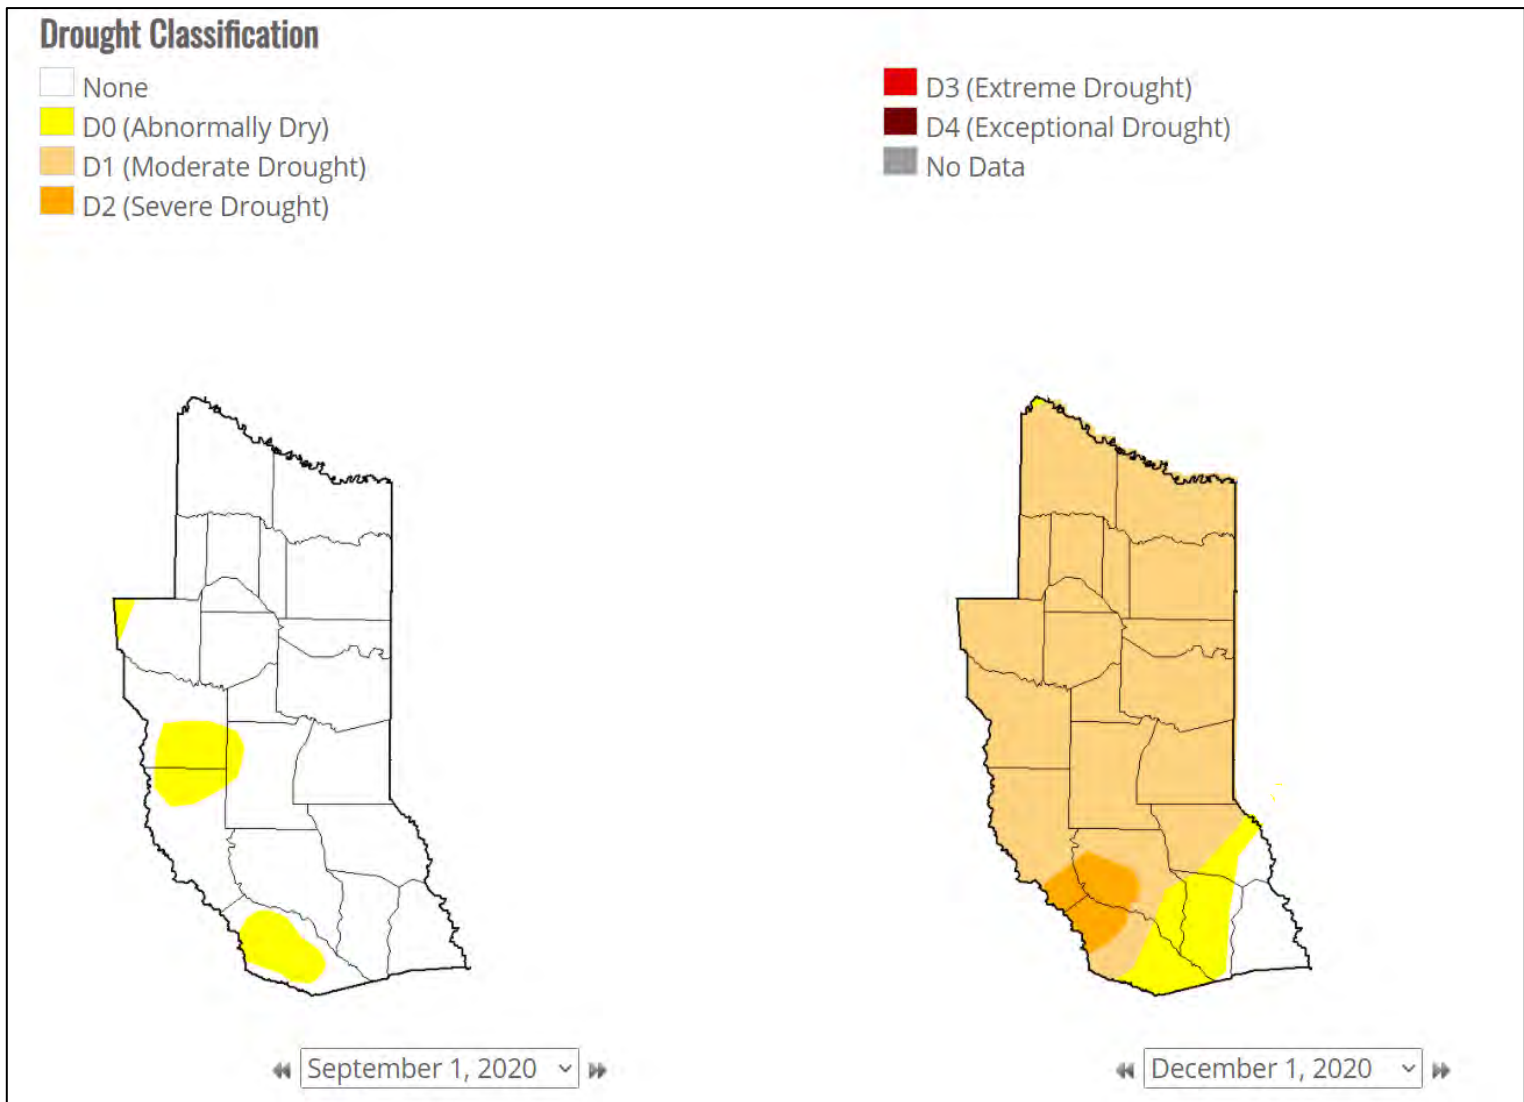 Drought Classification
None
D0 (Abnormally Dry)
D1 (Moderate Drought)
D2 (Severe Drought)
D3 (Extreme Drought)
D4 (Exceptional Drought)
No Data
September 1, 2020
December 1, 2020